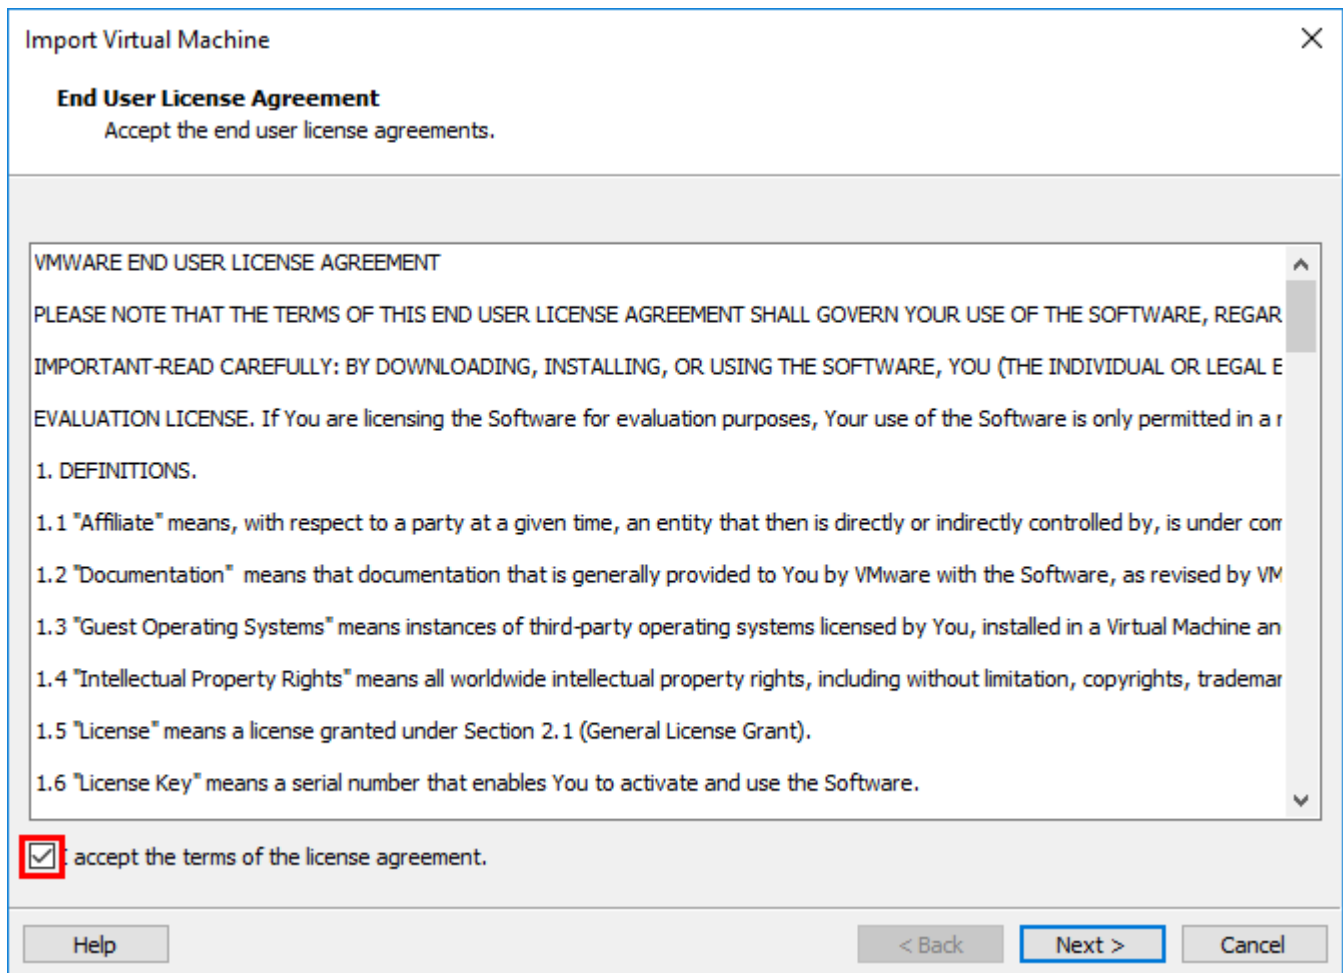 Import Virtual Machine
End User License Agreement
Accept the end user license agreements.
VMWARE END USER LICENSE AGREEMENT
PLEASE NOTE THAT THE TERMS OF THIS END USER LICENSE AGREEMENT SHALL GOVERN YOUR USE OF THE SOFTWARE, REGAR
IMPORTANT-READ CAREFULLY: BY DOWNLOADING, INSTALLING, OR USING THE SOFTWARE, YOU (THE INDIVIDUAL OR LEGAL E
EVALUATION LICENSE. If You are licensing the Software for evaluation purposes, Your use of the Software is only permitted in a
1. DEFINITIONS.
1.1 "Affiliate" means, with respect to a party at a given time, an entity that then is directly or indirectly controlled by, is under com
1.2 "Documentation"  means that documentation that is generally provided to You by VMware with the Software, as revised by VM
1.3 "Guest Operating Systems" means instances of third-party operating systems licensed by You, installed in a Virtual Machine an
1.4 "Intellectual Property Rights" means all worldwide intellectual property rights, including without limitation, copyrights, trademar
1.5 "License" means a license granted under Section 2.1 (General License Grant).
1.6 "License Key" means a serial number that enables You to activate and use the Software.
I accept the terms of the license agreement.
Help
< Back
Next >
Cancel